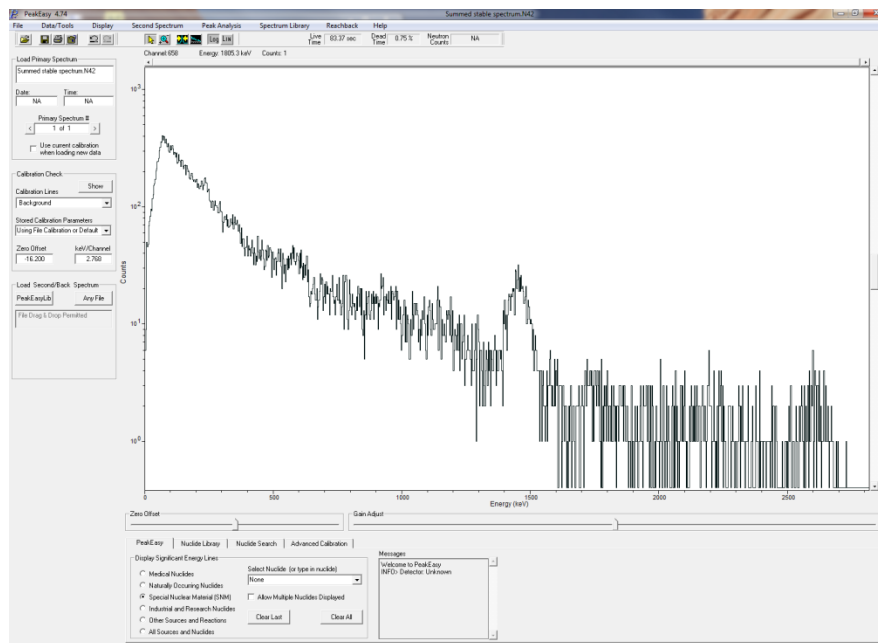 PeakEasy 4.74
Summed stable spectrum.N42
File Data/Tools Display Second Spectrum Peak Analysis Spectrum Library Reachback Help
Log Lin
Live Time 83.37 sec
Dead Time 0.75 %
Neutron Counts NA
Channel:658 Energy: 1805.3 keV Counts: 1
Load Primary Spectrum
Summed stable spectrum.N42
Date: Time:
NA NA
Primary Spectrum #
< 1 of 1 >
Use current calibration
when loading new data
Calibration Check
Show
Calibration Lines
Background
Stored Calibration Parameters
Using File Calibration or Default
Zero Offset keV/Channel
-16.200 2.768
Load Second/Back Spectrum
PeakEasyLib Any File
File Drag & Drop Permitted
Counts
10³
10²
10¹
10⁰
0 500 1000 1500 2000 2500
Energy (keV)
Zero Offset Gain Adjust
PeakEasy Nuclide Library Nuclide Search Advanced Calibration
Display Significant Energy Lines
Medical Nuclides
Naturally Occuring Nuclides
Special Nuclear Material (SNM)
Industrial and Research Nuclides
Other Sources and Reactions
All Sources and Nuclides
Select Nuclide (or type in nuclide)
None
Allow Multiple Nuclides Displayed
Clear Last Clear All
Messages
Welcome to PeakEasy
INFO: Detector: Unknown